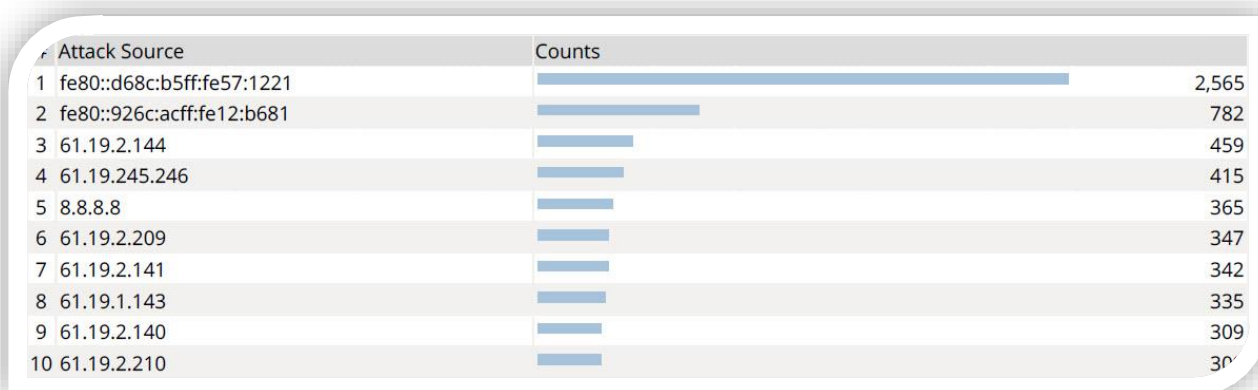 Attack Source Counts
1 fe80::d68c:b5ff:fe57:1221 2,565
2 fe80::926c:acff:fe12:b681 782
3 61.19.2.144 459
4 61.19.245.246 415
5 8.8.8.8 365
6 61.19.2.209 347
7 61.19.2.141 342
8 61.19.1.143 335
9 61.19.2.140 309
10 61.19.2.210